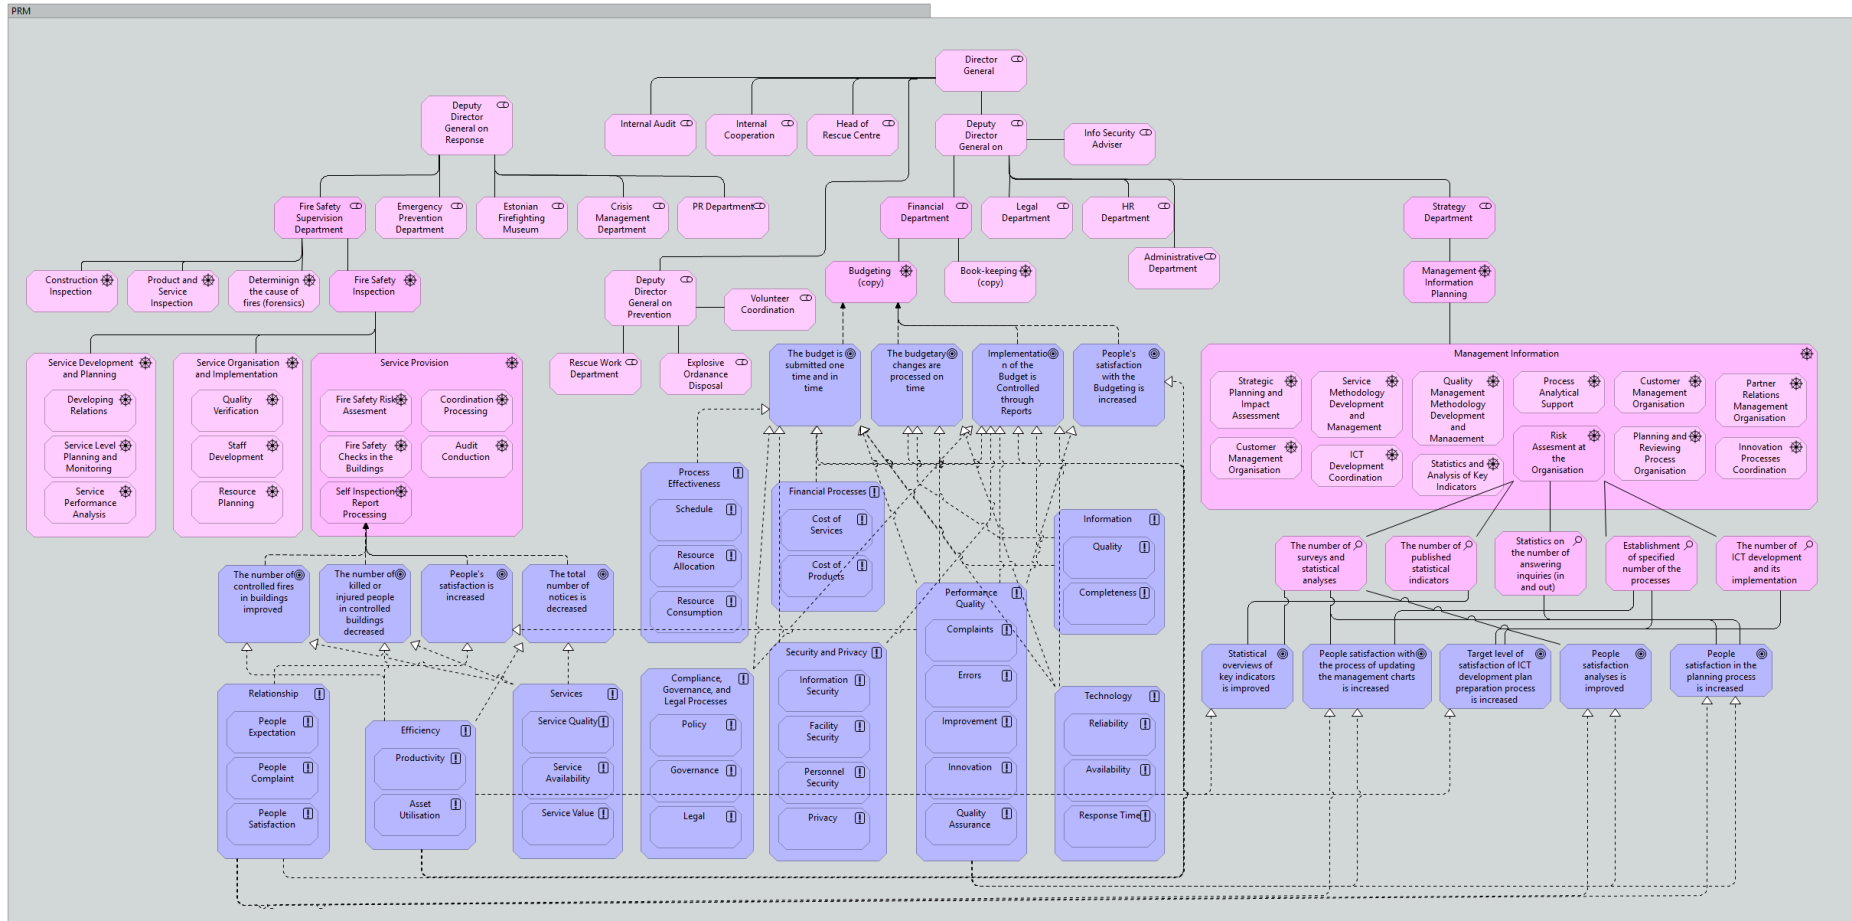 PRM
Director
General
Deputy
Director
General on
Response
Internal Audit
Internal
Cooperation
Head of
Rescue Centre
Deputy
Director
General on
Info Security
Adviser
Fire Safety
Supervision
Department
Emergency
Prevention
Department
Estonian
Firefighting
Museum
Crisis
Management
Department
PR Department
Financial
Department
Legal
Department
HR
Department
Strategy
Department
Administrative
Department
Construction
Inspection
Product and
Service
Inspection
Determinign
the cause of
fires (forensics)
Fire Safety
Inspection
Deputy
Director
General on
Prevention
Volunteer
Coordination
Budgeting
(copy)
Book-keeping
(copy)
Management
Information
Planning
Service Development
and Planning
Developing
Relations
Service Level
Planning and
Monitoring
Service
Performance
Analysis
Service Organisation
and Implementation
Quality
Verification
Staff
Development
Resource
Planning
Service Provision
Fire Safety Risk
Assesment
Coordination
Processing
Fire Safety
Checks in the
Buildings
Audit
Conduction
Self Inspection
Report
Processing
Rescue Work
Department
Explosive
Ordanance
Disposal
The budget is
submitted one
time and in
time
The budgetary
changes are
processed on
time
Implementatio
n of the
Budget is
Controlled
through
Reports
People's
satisfaction
with the
Budgeting is
increased
Management Information
Strategic
Planning and
Impact
Assessment
Service
Methodology
Development
and
Management
Quality
Management
Methodology
Development
and
Management
Process
Analytical
Support
Customer
Management
Organisation
Partner
Relations
Management
Organisation
Customer
Management
Organisation
ICT
Development
Coordination
Statistics and
Analysis of Key
Indicators
Risk
Assesment at
the
Organisation
Planning and
Reviewing
Process
Organisation
Innovation
Processes
Coordination
The number of
surveys and
statistical
analyses
The number of
published
statistical
indicators
Statistics on
the number of
answering
inquiries (in
and out)
Establishment
of specified
number of the
processes
The number of
ICT development
and its
implementation
The number of
controlled fires
in buildings
improved
The number of
killed or
injured people
in controlled
buildings
decreased
People's
satisfaction is
increased
The total
number of
notices is
decreased
Process
Effectiveness
Schedule
Resource
Allocation
Resource
Consumption
Financial Processes
Cost of
Services
Cost of
Products
Information
Quality
Completeness
Performance
Quality
Complaints
Errors
Improvement
Innovation
Quality
Assurance
Security and Privacy
Information
Security
Facility
Security
Personnel
Security
Privacy
Compliance,
Governance, and
Legal Processes
Policy
Governance
Legal
Technology
Reliability
Availability
Response Time
Relationship
People
Expectation
People
Complaint
People
Satisfaction
Efficiency
Productivity
Asset
Utilisation
Services
Service Quality
Service
Availability
Service Value
Statistical
overviews of
key indicators
is improved
People satisfaction with
the process of updating
the management charts
is increased
Target level of
satisfaction of ICT
development plan
preparation process
is increased
People
satisfaction
analyses is
improved
People
satisfaction in the
planning process
is increased